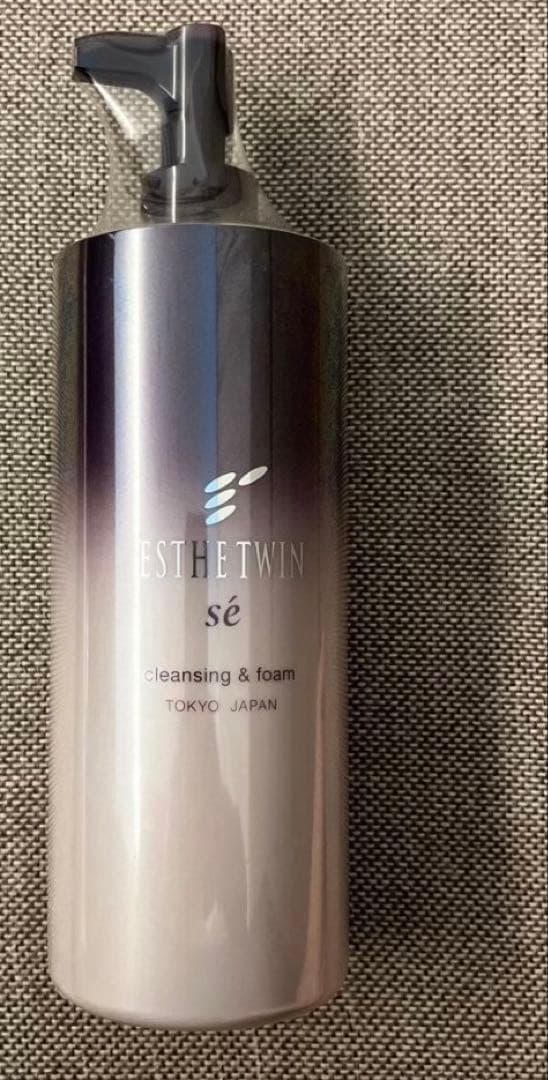 ESTHETWIN
sé
cleansing & foam
TOKYO JAPAN